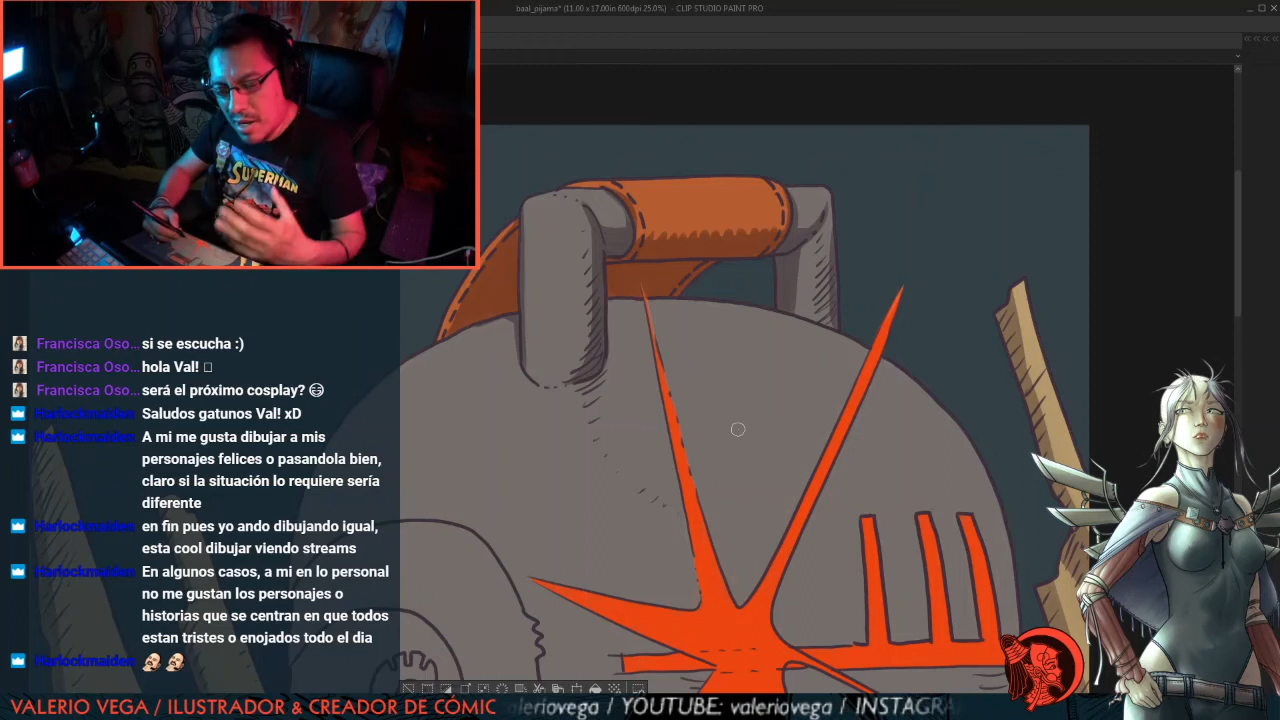 baal_pijama* (11.00 x 17.00in 600dpi 25.0%) - CLIP STUDIO PAINT PRO
SUPERMAN
Francisca Oso... si se escucha :)
Francisca Oso... hola Val!
Francisca Oso... será el próximo cosplay? 😂
Harlockmaiden Saludos gatunos Val! xD
Harlockmaiden A mi me gusta dibujar a mis
personajes felices o pasandola bien,
claro si la situación lo requiere sería
diferente
Harlockmaiden en fin pues yo ando dibujando igual,
esta cool dibujar viendo streams
Harlockmaiden En algunos casos, a mi en lo personal
no me gustan los personajes o
historias que se centran en que todos
estan tristes o enojados todo el dia
Harlockmaiden
VALERIO VEGA / ILUSTRADOR & CREADOR DE CÓMIC valeriovega / YOUTUBE: valeriovega / INSTAGRA